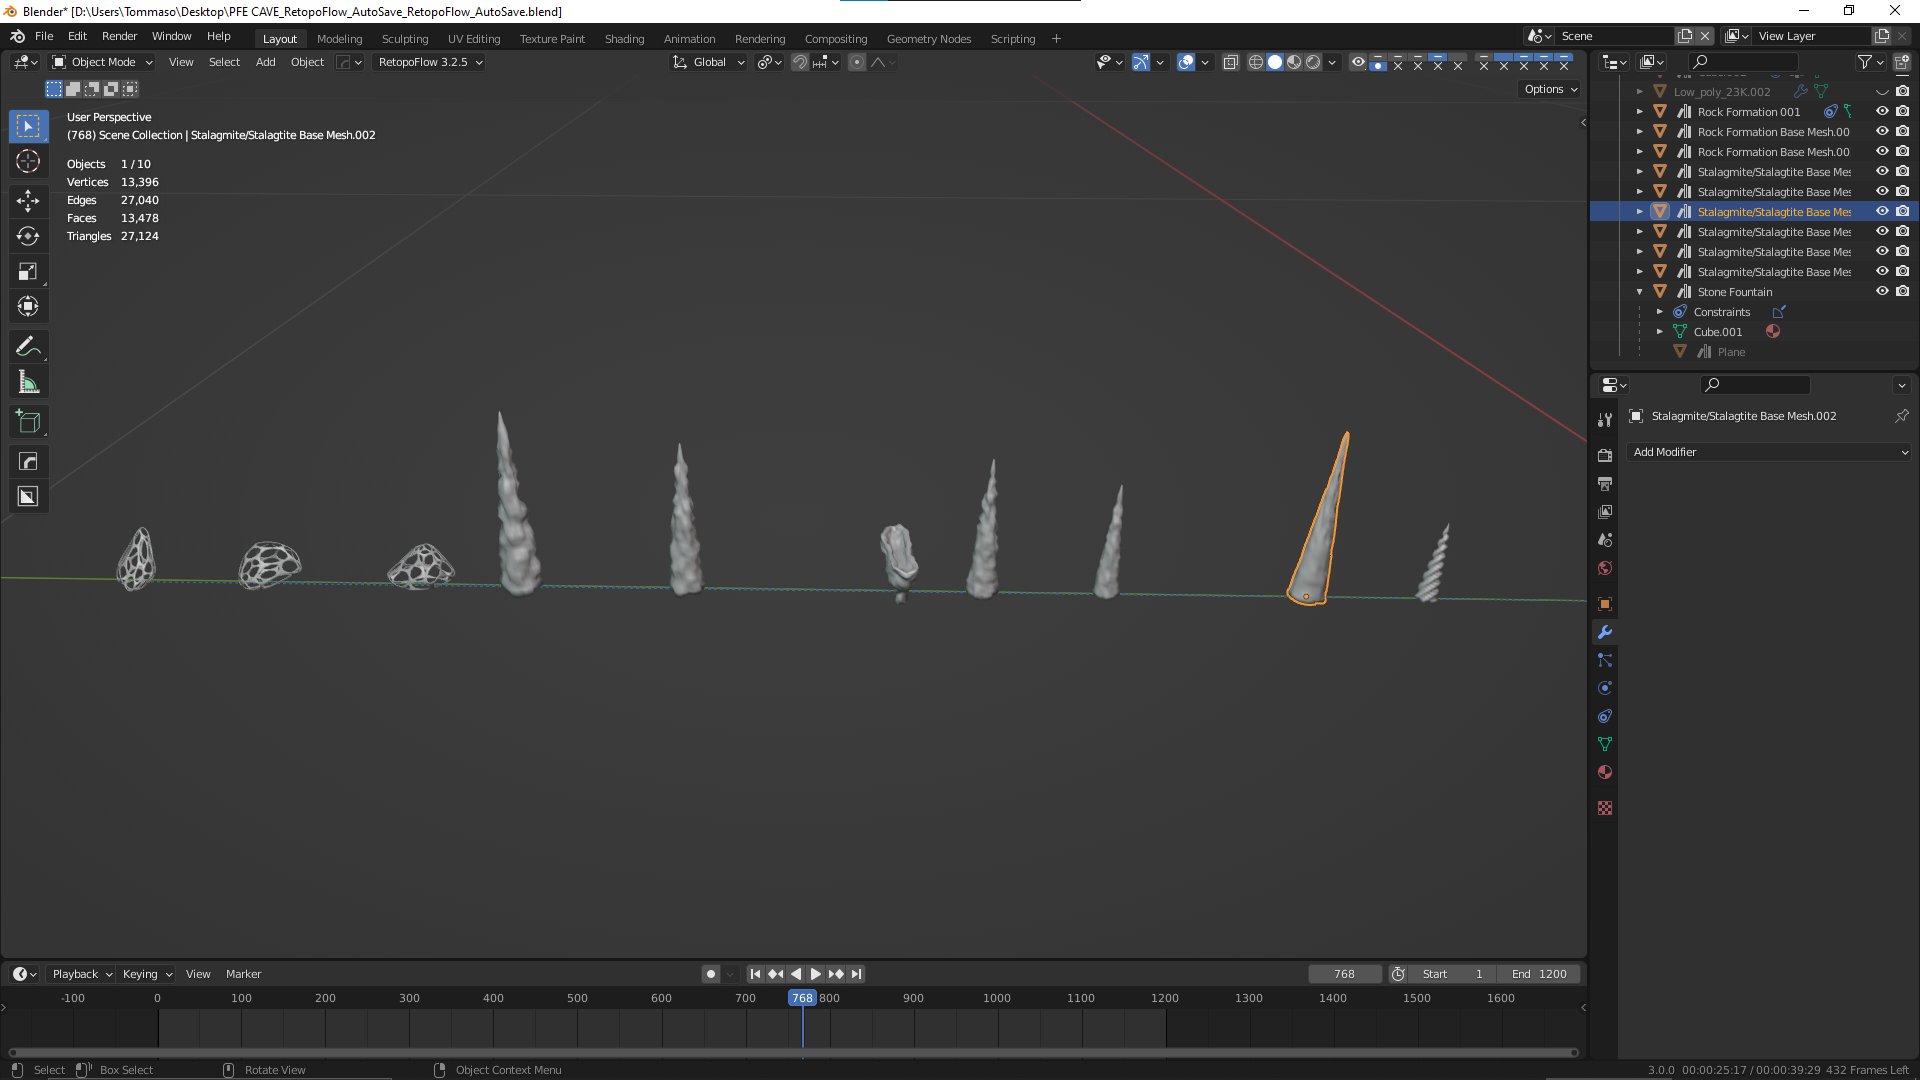 Blender* [D:\Users\Tommaso\Desktop\PFE CAVE_RetopoFlow_AutoSave_RetopoFlow_AutoSave.blend]
File Edit Render Window Help Layout Modeling Sculpting UV Editing Texture Paint Shading Animation Rendering Compositing Geometry Nodes Scripting + Scene View Layer
Object Mode View Select Add Object RetopoFlow 3.2.5 Global
Options
User Perspective
(768) Scene Collection | Stalagmite/Stalagtite Base Mesh.002
Objects 1 / 10
Vertices 13,396
Edges 27,040
Faces 13,478
Triangles 27,124
Low_poly_23K.002
Rock Formation 001
Rock Formation Base Mesh.00
Rock Formation Base Mesh.00
Stalagmite/Stalagtite Base Mes
Stalagmite/Stalagtite Base Mes
Stalagmite/Stalagtite Base Mes
Stalagmite/Stalagtite Base Mes
Stalagmite/Stalagtite Base Mes
Stalagmite/Stalagtite Base Mes
Stone Fountain
Constraints
Cube.001
Plane
Stalagmite/Stalagtite Base Mesh.002
Add Modifier
Playback Keying View Marker 768 Start 1 End 1200
-100 0 100 200 300 400 500 600 700 768 800 900 1000 1100 1200 1300 1400 1500 1600
Select Box Select Rotate View Object Context Menu 3.0.0 00:00:25:17 / 00:00:39:29 432 Frames Left